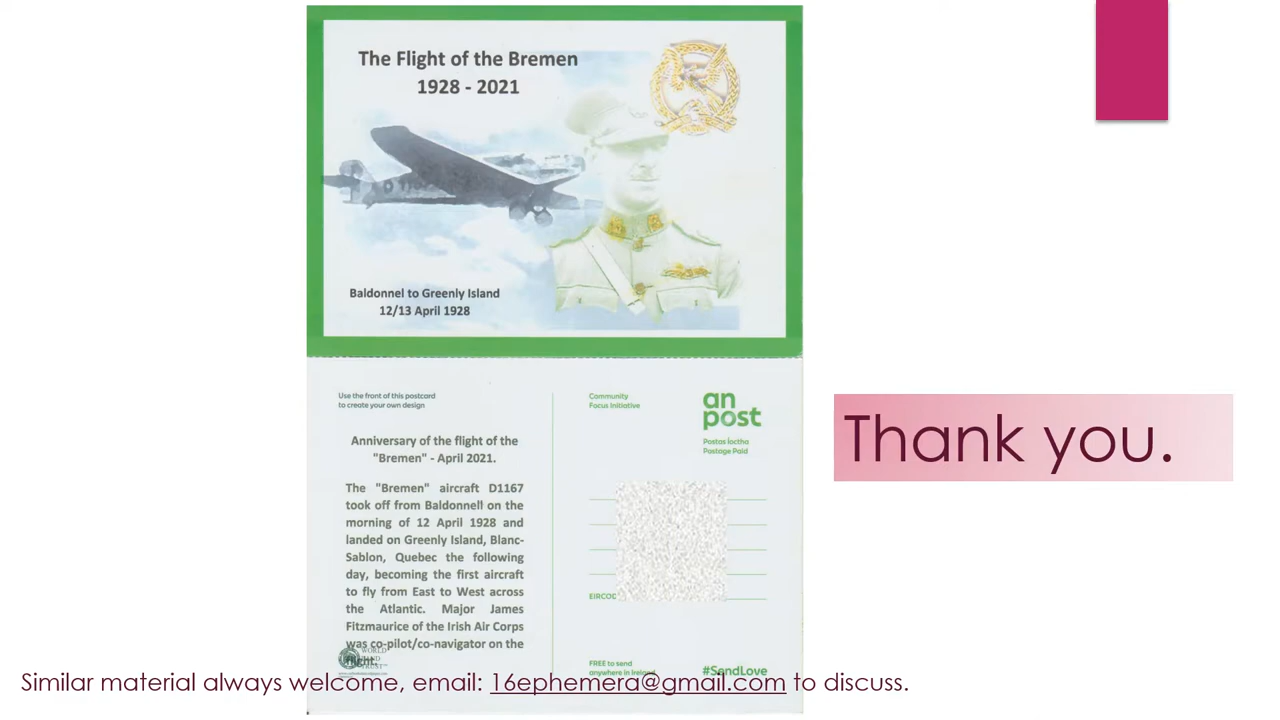 The Flight of the Bremen
1928 - 2021
Baldonnel to Greenly Island
12/13 April 1928
Use the front of this postcard
to create your own design
Anniversary of the flight of the
"Bremen" - April 2021.
The "Bremen" aircraft D1167
took off from Baldonnell on the
morning of 12 April 1928 and
landed on Greenly Island, Blanc-
Sablon, Quebec the following
day, becoming the first aircraft
to fly from East to West across
the Atlantic. Major James
Fitzmaurice of the Irish Air Corps
was co-pilot/co-navigator on the
flight.
WORLD
TRUST
Community
Focus Initiative
an
post
Postas Íoctha
Postage Paid
FREE to send
anywhere in Ireland
#SendLove
Thank you.
Similar material always welcome, email: 16ephemera@gmail.com to discuss.